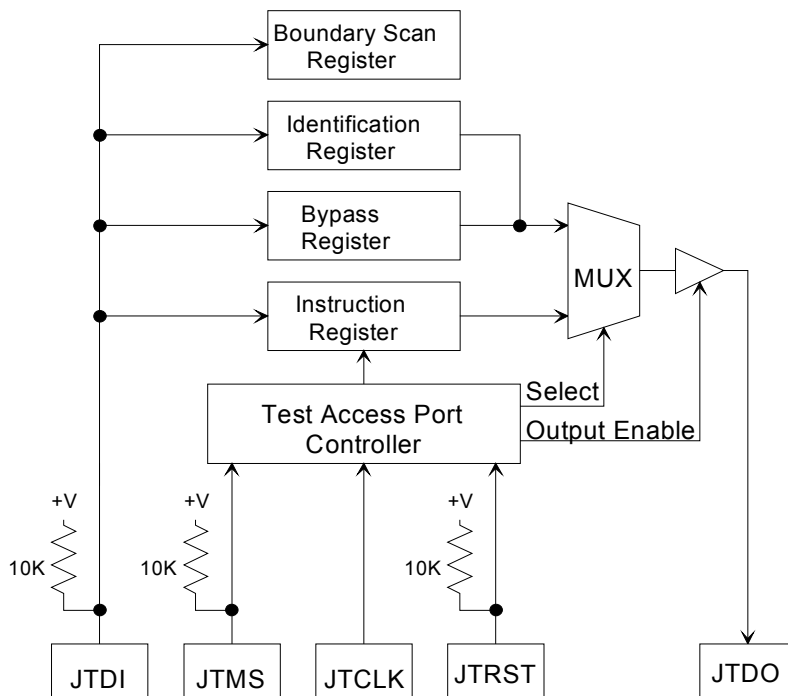 Boundary Scan
Register
Identification
Register
Bypass
Register
MUX
Instruction
Register
Select
Test Access Port
Controller
Output Enable
+V
+V
+V
10K
10K
10K
JTDI
JTMS
JTCLK
JTRST
JTDO